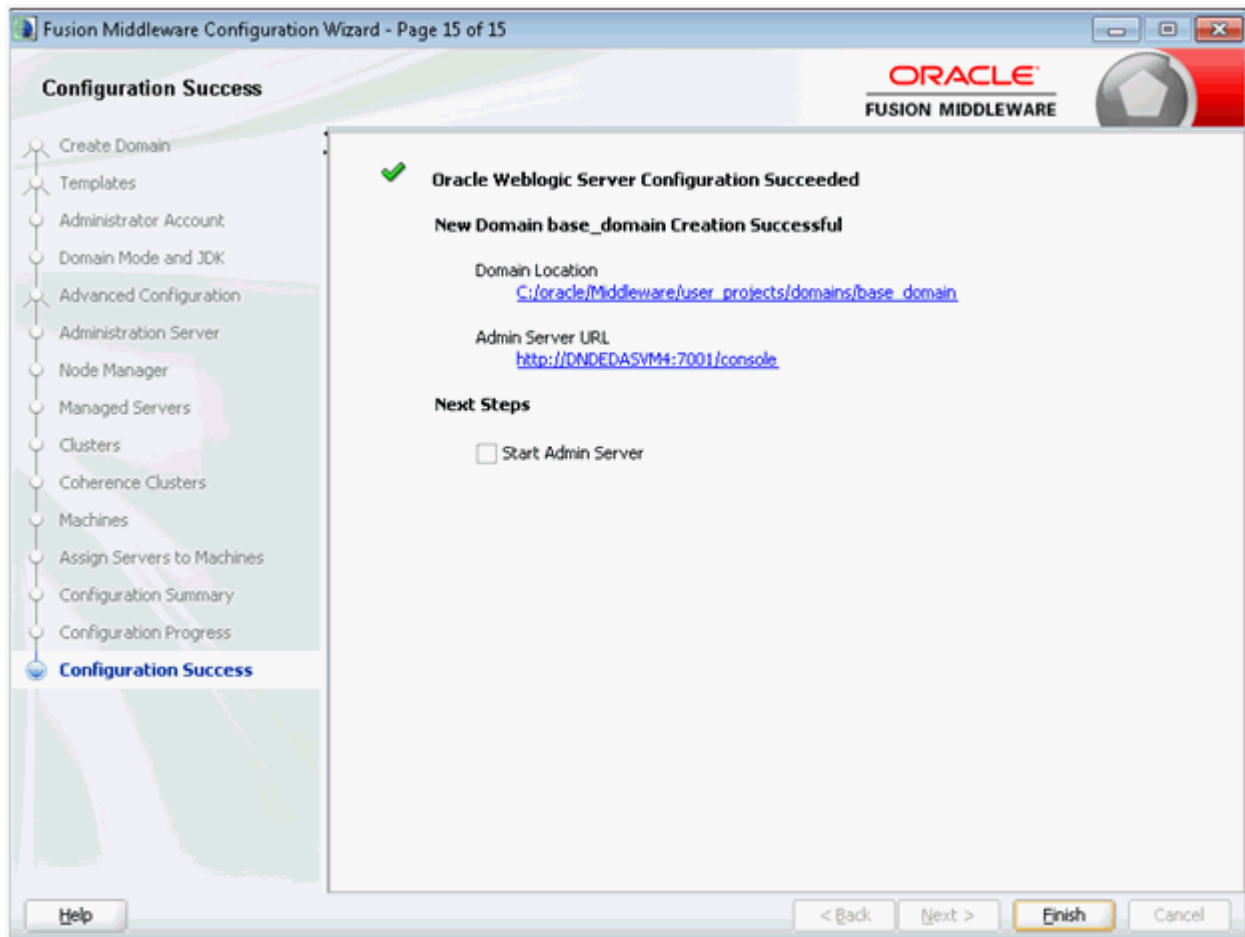 Fusion Middleware Configuration Wizard - Page 15 of 15
Configuration Success
ORACLE
FUSION MIDDLEWARE
Create Domain
Templates
Administrator Account
Domain Mode and JDK
Advanced Configuration
Administration Server
Node Manager
Managed Servers
Clusters
Coherence Clusters
Machines
Assign Servers to Machines
Configuration Summary
Configuration Progress
Configuration Success
Oracle Weblogic Server Configuration Succeeded
New Domain base_domain Creation Successful
Domain Location
C:/oracle/Middleware/user_projects/domains/base_domain
Admin Server URL
http://DNDEDASVM4:7001/console
Next Steps
Start Admin Server
Help
< Back
Next >
Finish
Cancel